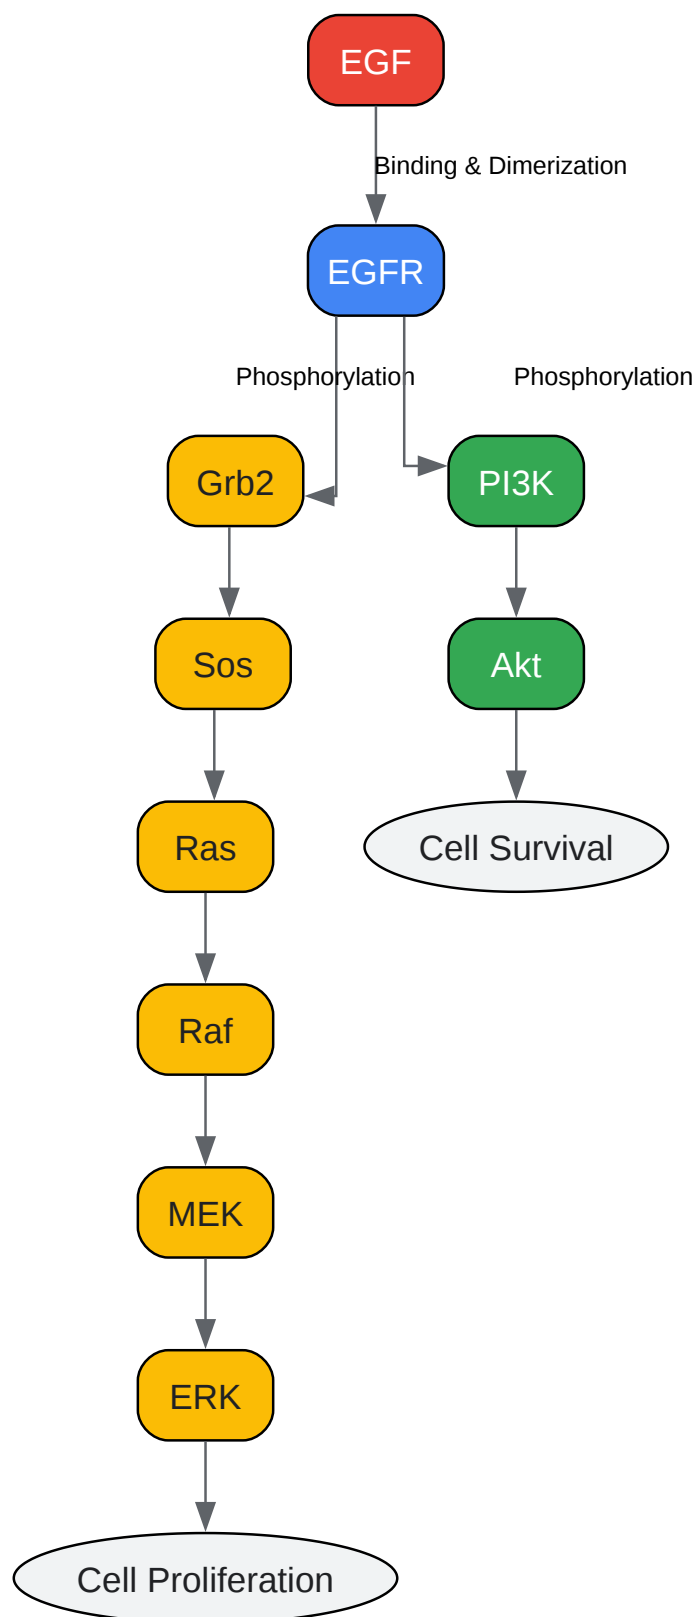 EGF
Binding & Dimerization
EGFR
Phosphorylation
Phosphorylation
Grb2
PI3K
Sos
Akt
Ras
Cell Survival
Raf
MEK
ERK
Cell Proliferation